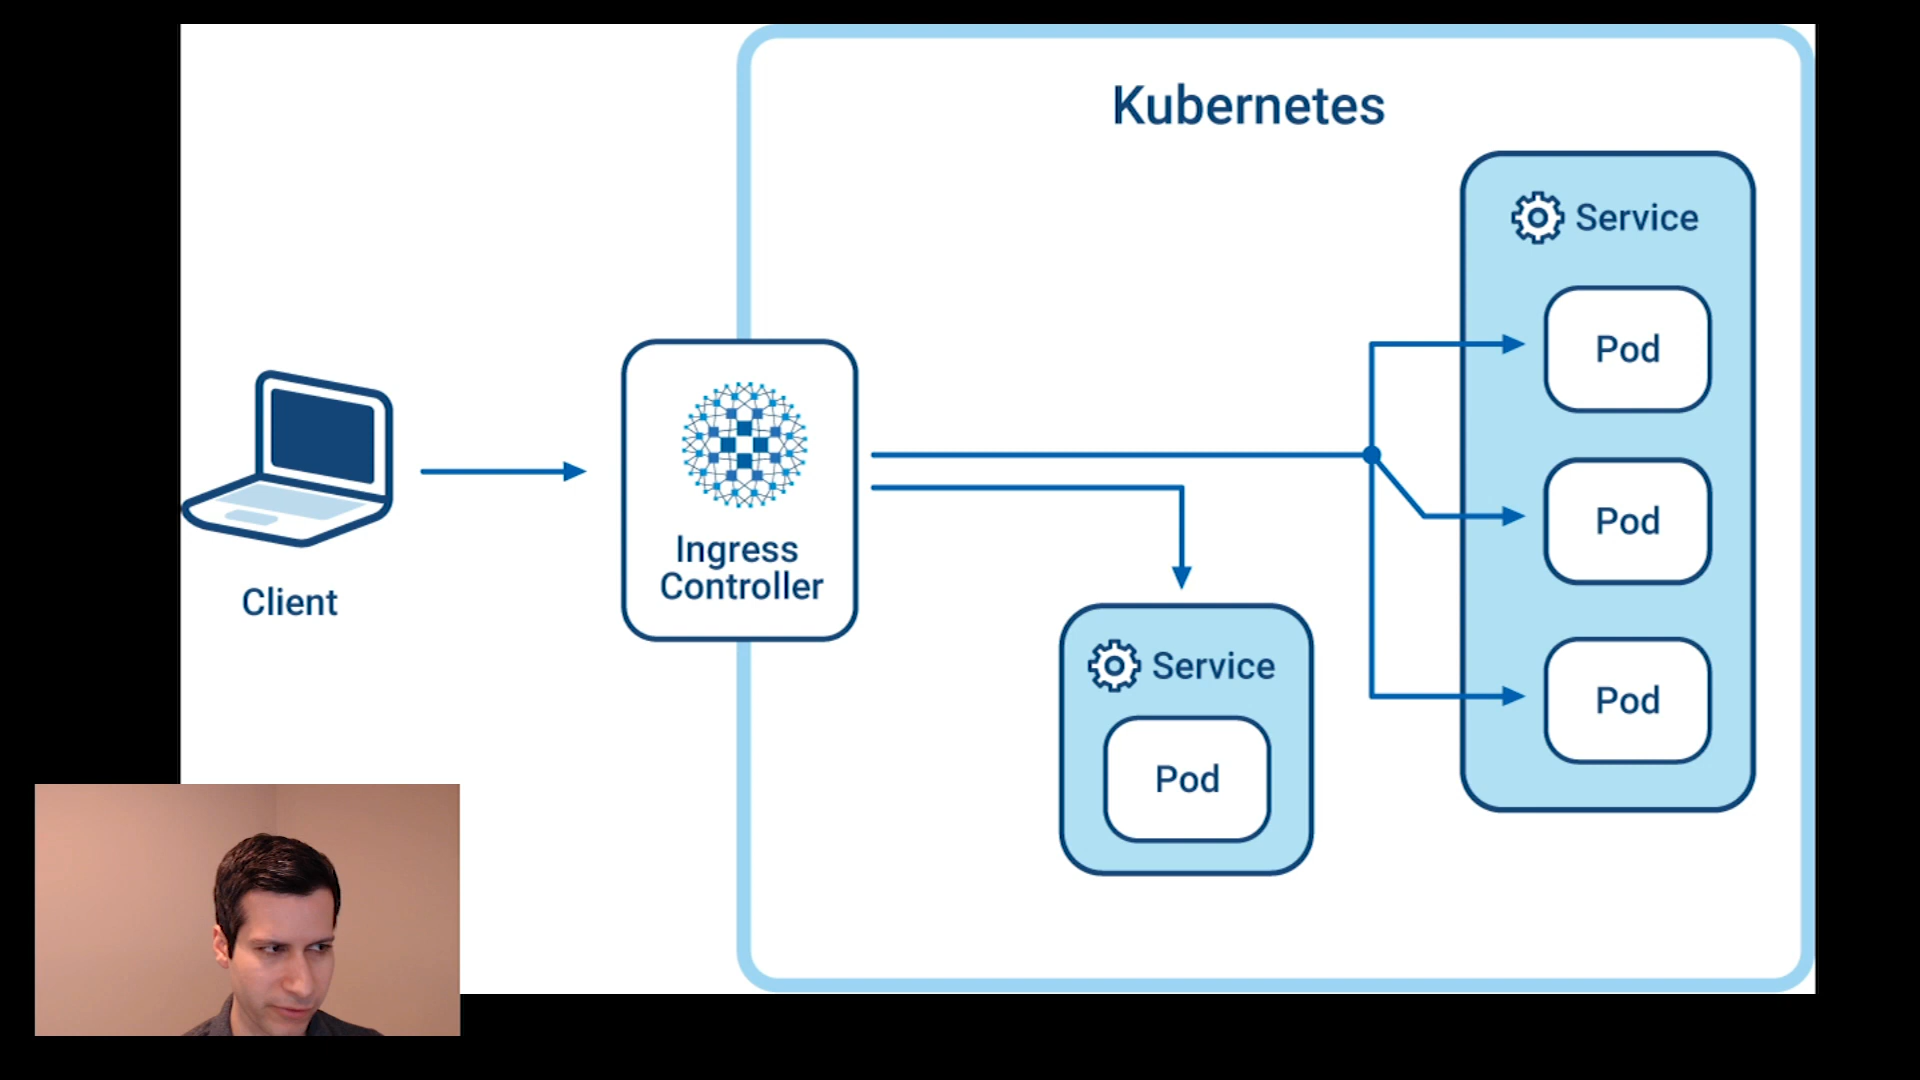 Kubernetes
Service
Pod
Pod
Pod
Ingress
Controller
Client
Service
Pod